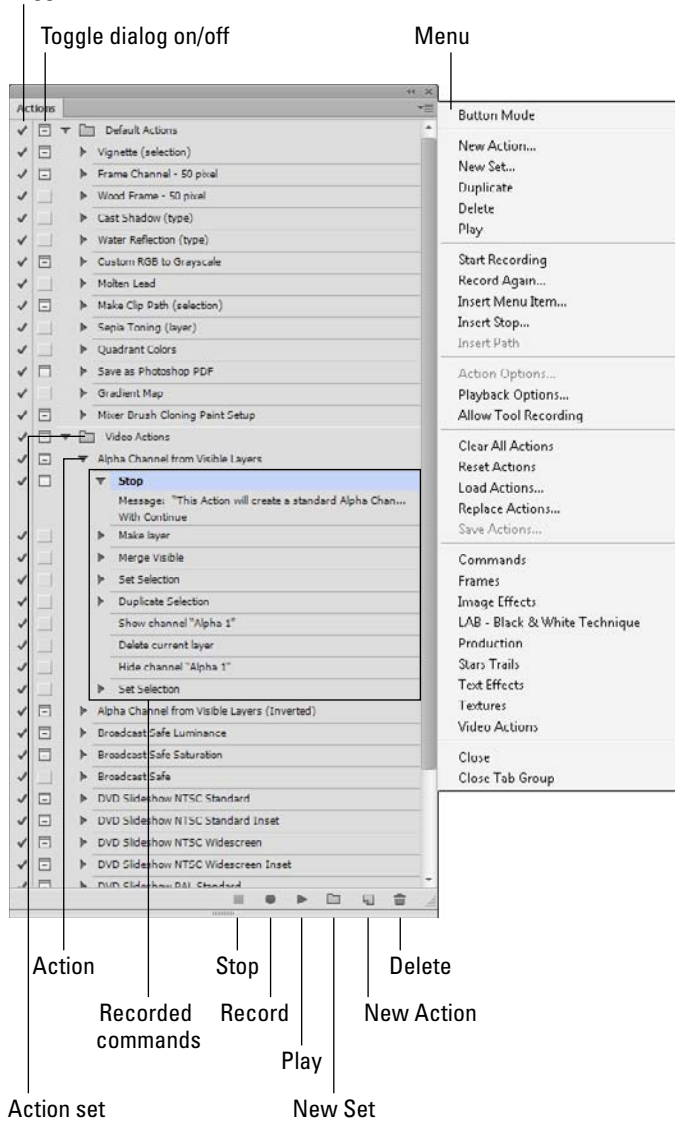 Toggle dialog on/off
Menu
Actions
Default Actions
Vignette (selection)
Frame Channel - 50 pixel
Wood Frame - 50 pixel
Cast Shadow (type)
Water Reflection (type)
Custom RGB to Grayscale
Molten Lead
Make Clip Path (selection)
Sepia Toning (layer)
Quadrant Colors
Save as Photoshop PDF
Gradient Map
Mixer Brush Cloning Paint Setup
Video Actions
Alpha Channel from Visible Layers
Stop
Message: "This Action will create a standard Alpha Chan...
With Continue
Make layer
Merge Visible
Set Selection
Duplicate Selection
Show channel "Alpha 1"
Delete current layer
Hide channel "Alpha 1"
Set Selection
Alpha Channel from Visible Layers (Inverted)
Broadcast Safe Luminance
Broadcast Safe Saturation
Broadcast Safe
DVD Slideshow NTSC Standard
DVD Slideshow NTSC Standard Inset
DVD Slideshow NTSC Widescreen
DVD Slideshow NTSC Widescreen Inset
DVD Slideshow PAL Standard
Button Mode
New Action...
New Set...
Duplicate
Delete
Play
Start Recording
Record Again...
Insert Menu Item...
Insert Stop...
Insert Path
Action Options...
Playback Options...
Allow Tool Recording
Clear All Actions
Reset Actions
Load Actions...
Replace Actions...
Save Actions...
Commands
Frames
Image Effects
LAB - Black & White Technique
Production
Stars Trails
Text Effects
Textures
Video Actions
Close
Close Tab Group
Action
Stop
Delete
Recorded
commands
Record
New Action
Play
Action set
New Set